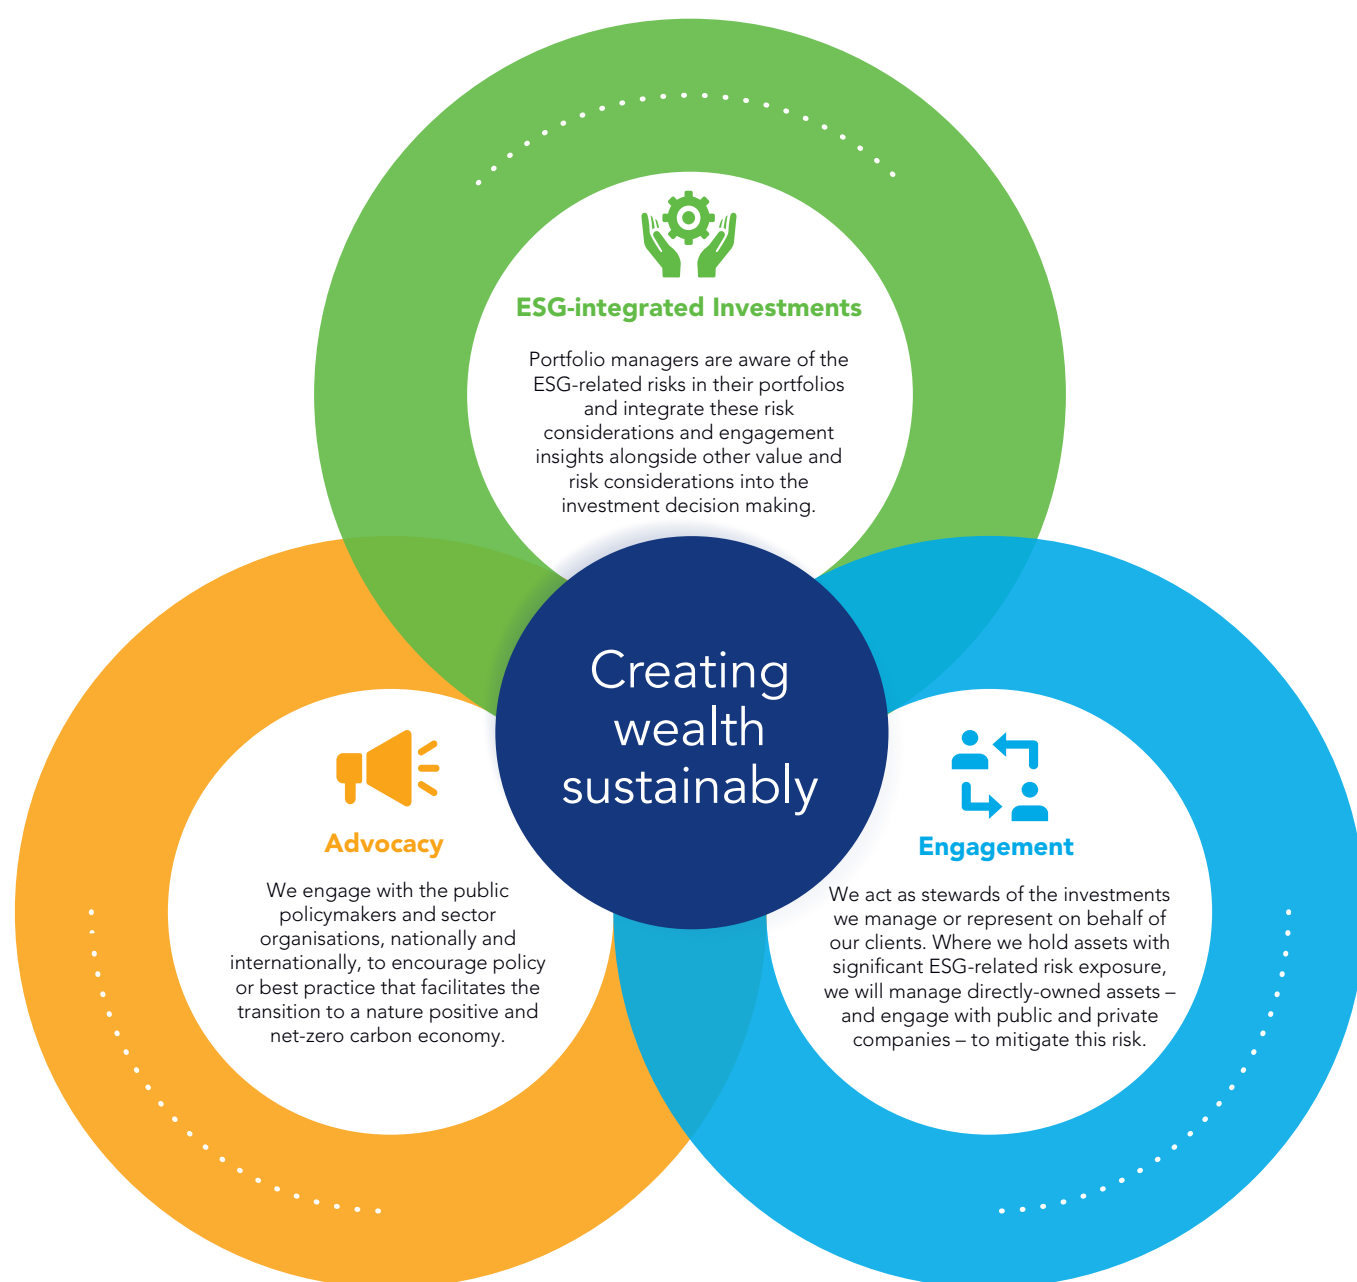 ESG-integrated Investments
Portfolio managers are aware of the
ESG-related risks in their portfolios
and integrate these risk
considerations and engagement
insights alongside other value and
risk considerations into the
investment decision making.
Creating
wealth
sustainably
Advocacy
We engage with the public
policymakers and sector
organisations, nationally and
internationally, to encourage policy
or best practice that facilitates the
transition to a nature positive and
net-zero carbon economy.
Engagement
We act as stewards of the investments
we manage or represent on behalf of
our clients. Where we hold assets with
significant ESG-related risk exposure,
we will manage directly-owned assets –
and engage with public and private
companies – to mitigate this risk.